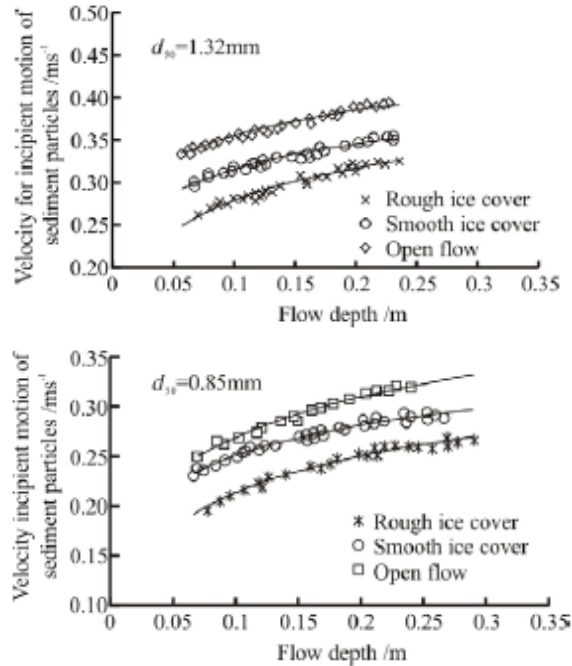 0.50
d₅₀=1.32mm
0.45
0.40
0.35
0.30
0.25
0.20
Velocity for incipient motion of
sediment particles /ms⁻¹
Rough ice cover
Smooth ice cover
Open flow
0 0.05 0.1 0.15 0.2 0.25 0.3 0.35
Flow depth /m
0.35
d₅₀=0.85mm
0.30
0.25
0.20
0.15
0.10
Velocity incipient motion of
sediment particles /ms⁻¹
Rough ice cover
Smooth ice cover
Open flow
0 0.05 0.1 0.15 0.2 0.25 0.3 0.35
Flow depth /m